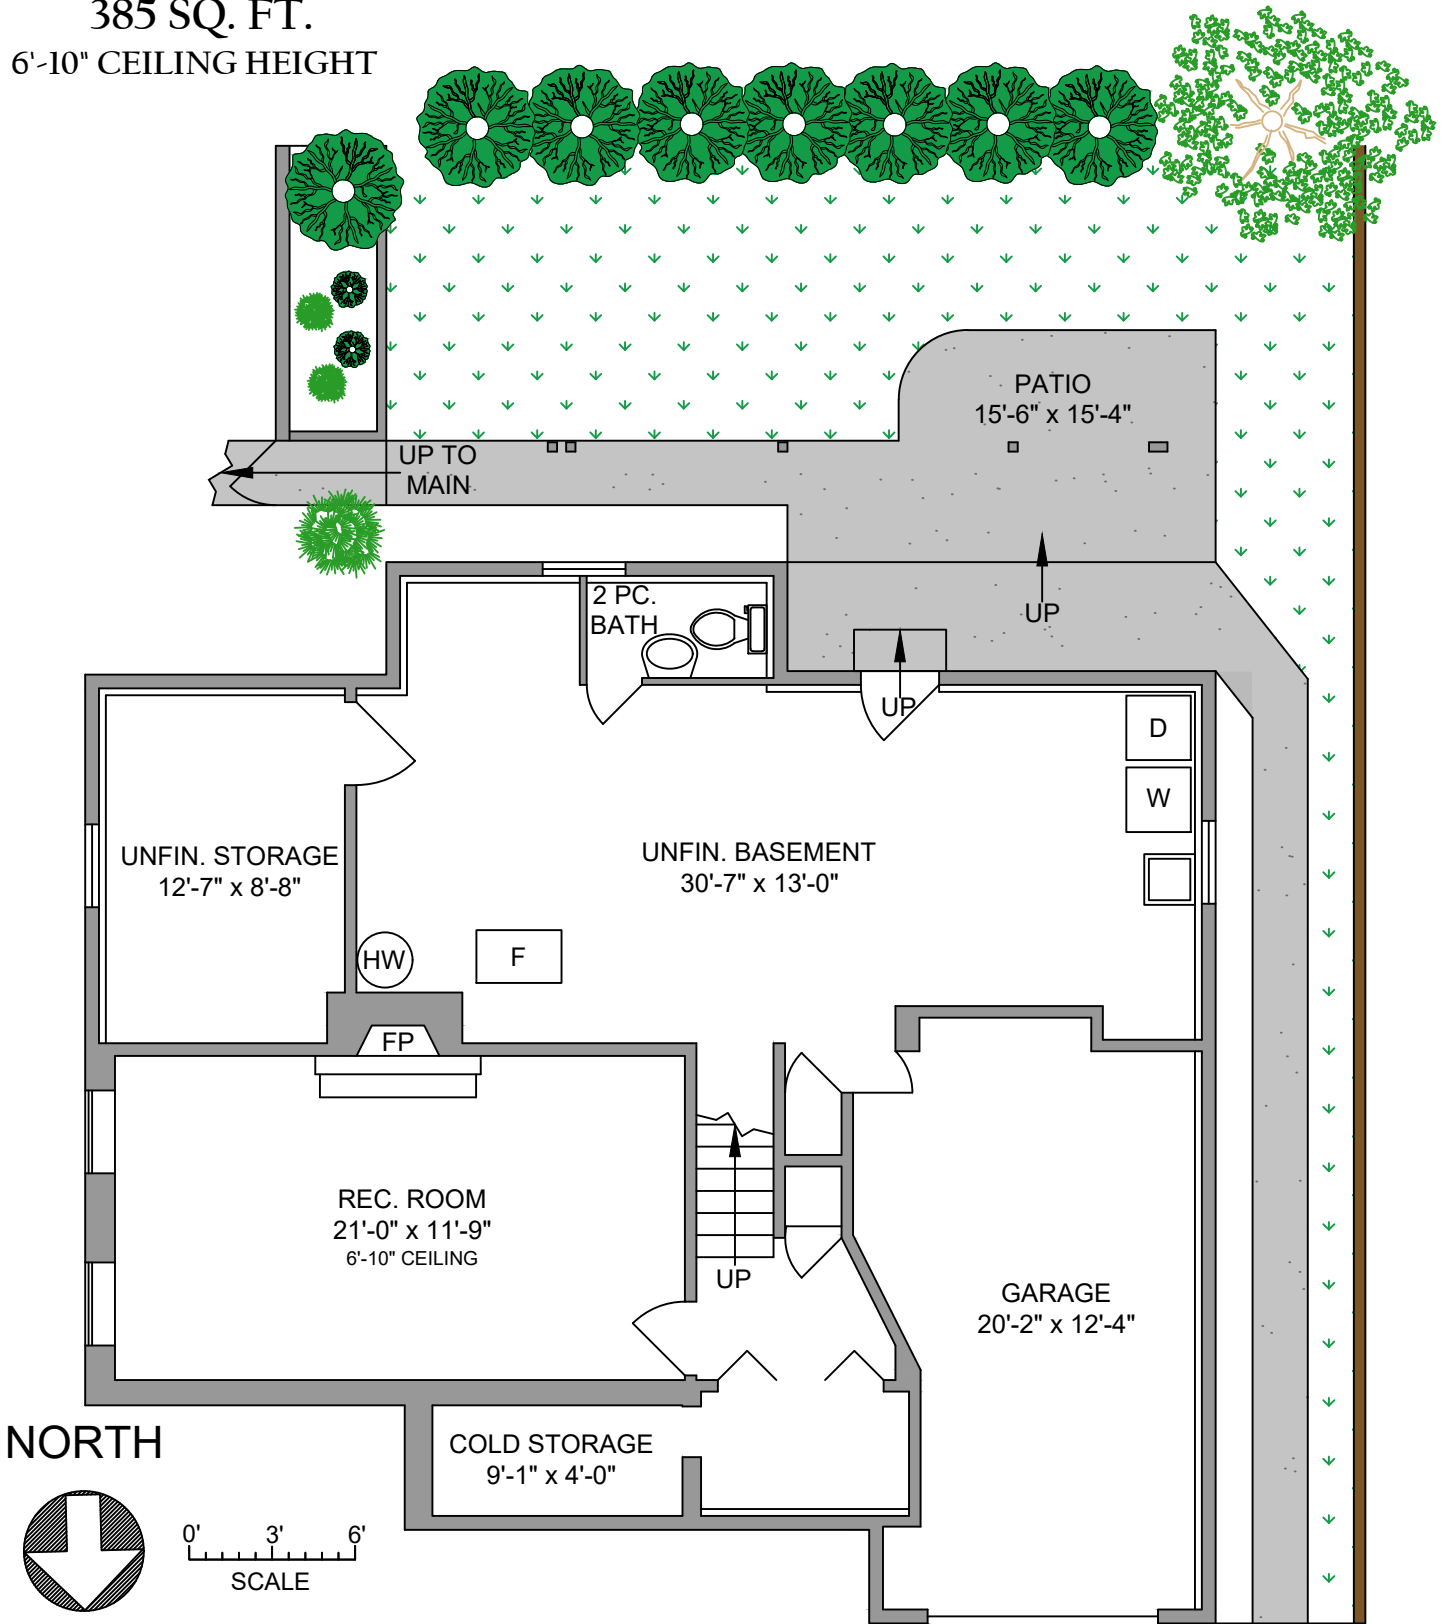 385 SQ. FT.
6'-10" CEILING HEIGHT
PATIO
15'-6" x 15'-4"
UP TO
MAIN
UP
2 PC.
BATH
UP
D
W
UNFIN. STORAGE
12'-7" x 8'-8"
UNFIN. BASEMENT
30'-7" x 13'-0"
HW
F
FP
REC. ROOM
21'-0" x 11'-9"
6'-10" CEILING
UP
GARAGE
20'-2" x 12'-4"
COLD STORAGE
9'-1" x 4'-0"
NORTH
0' 3' 6'
SCALE